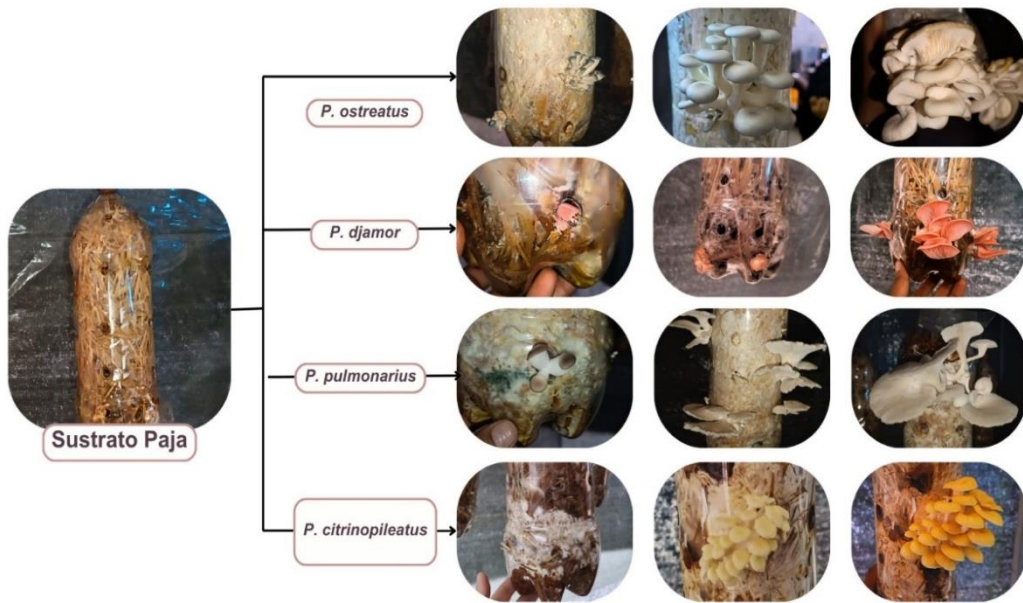 P. ostreatus
P. djamor
P. pulmonarius
Sustrato Paja
P. citrinopileatus